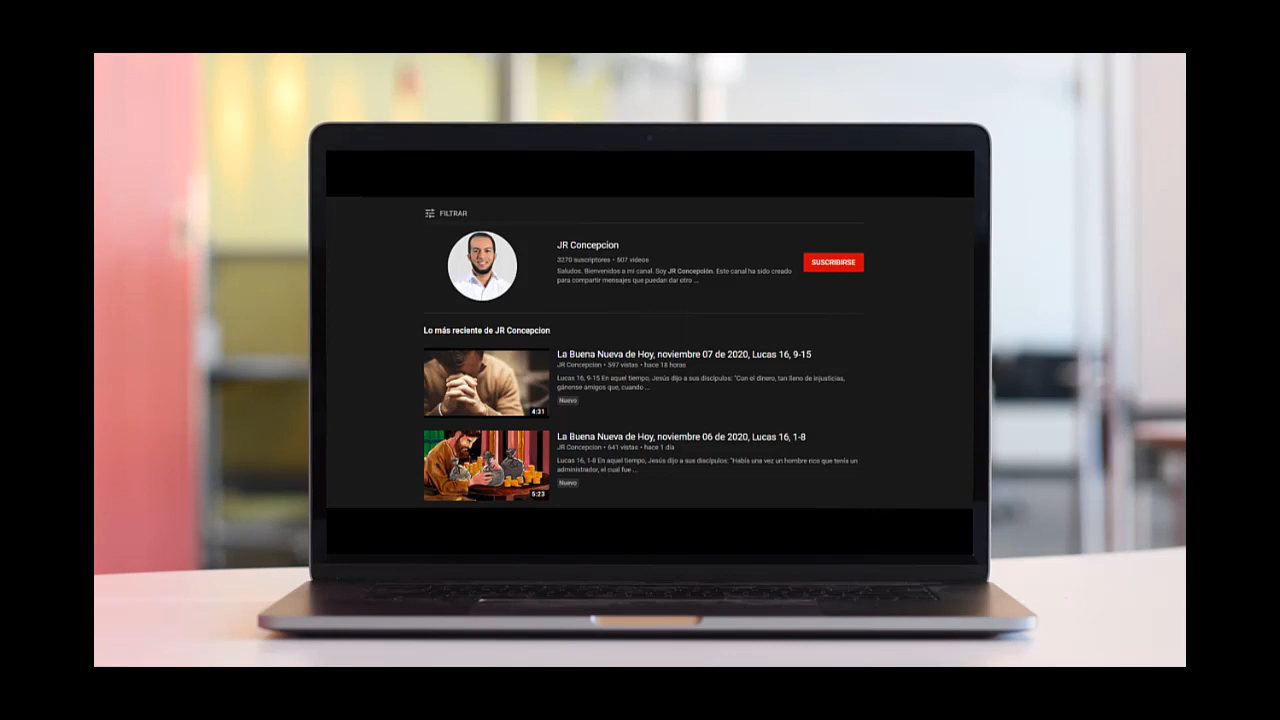 FILTRAR
JR Concepcion
3270 suscriptores • 507 videos
Saludos. Bienvenidos a mi canal. Soy JR Concepción. Este canal ha sido creado
para compartir mensajes que puedan dar otro ...
SUSCRIBIRSE
Lo más reciente de JR Concepcion
La Buena Nueva de Hoy, noviembre 07 de 2020, Lucas 16, 9-15
JR Concepcion • 597 vistas • hace 18 horas
Lucas 16, 9-15 En aquel tiempo, Jesús dijo a sus discípulos: "Con el dinero, tan lleno de injusticias,
gánense amigos que, cuando ...
Nuevo
4:31
La Buena Nueva de Hoy, noviembre 06 de 2020, Lucas 16, 1-8
JR Concepcion • 641 vistas • hace 1 día
Lucas 16, 1-8 En aquel tiempo, Jesús dijo a sus discípulos: "Había una vez un hombre rico que tenía un
administrador, el cual fue ...
Nuevo
5:23